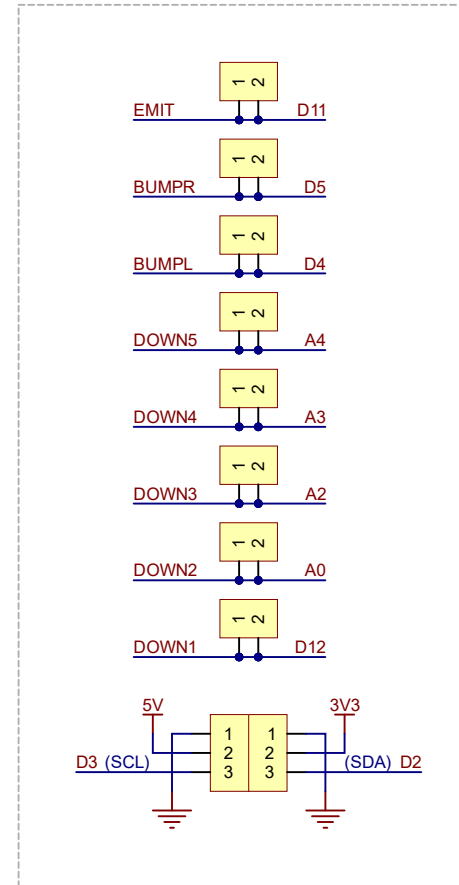 1 2
EMIT D11
1 2
BUMPR D5
1 2
BUMPL D4
1 2
DOWN5 A4
1 2
DOWN4 A3
1 2
DOWN3 A2
1 2
DOWN2 A0
1 2
DOWN1 D12
5V 3V3
1 1
2 2
D3 (SCL) 3 3 (SDA) D2